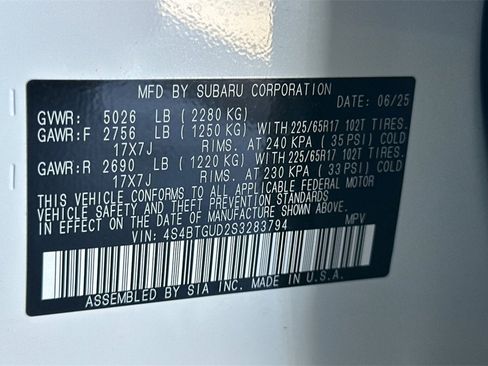 MFD BY SUBARU CORPORATION
DATE: 06/25
GVWR: 5026 LB (2280 KG)
GAWR:F 2756 LB (1250 KG) WITH 225/65R17 102T TIRES.
17X7J RIMS. AT 240 KPA (35 PSI) COLD
GAWR:R 2690 LB (1220 KG) WITH 225/65R17 102T TIRES.
17X7J RIMS. AT 230 KPA (33 PSI) COLD
THIS VEHICLE CONFORMS TO ALL APPLICABLE FEDERAL MOTOR
VEHICLE SAFETY AND BUMPER STANDARDS
IN EFFECT ON THE DATE OF MANUFACTURE SHOWN ABOVE.
VIN: 4S4BTGUD2S3283794 MPV
ASSEMBLED BY SIA INC. MADE IN U.S.A.